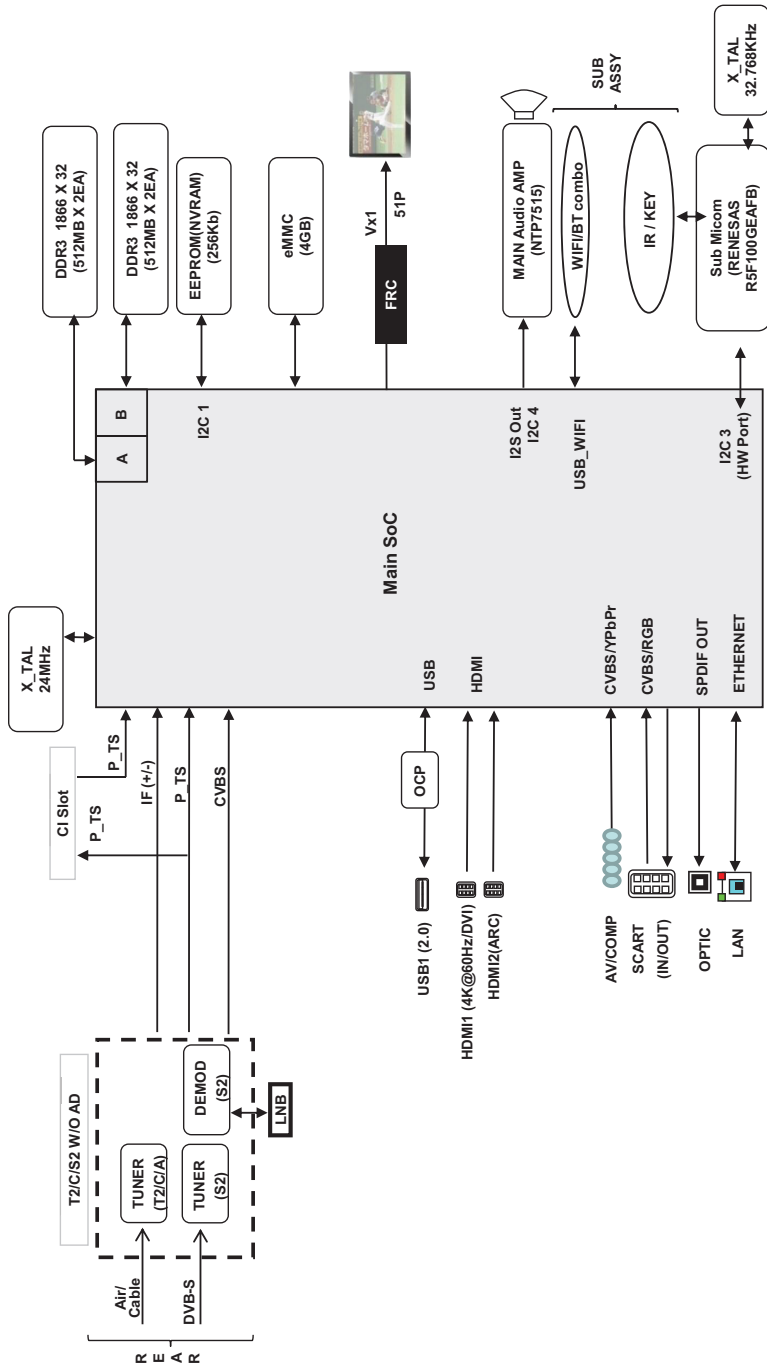 REAR
Air/
Cable
DVB-S
T2/C/S2 W/O AD
TUNER
(T2/C/A)
TUNER
(S2)
DEMOD
(S2)
LNB
CI Slot
P_TS
P_TS
IF (+/-)
P_TS
CVBS
X_TAL
24MHz
USB1 (2.0)
OCP
USB
HDMI1 (4K@60Hz/DVI)
HDMI2(ARC)
HDMI
AV/COMP
CVBS/YPbPr
SCART
(IN/OUT)
CVBS/RGB
OPTIC
SPDIF OUT
LAN
ETHERNET
Main SoC
A
B
DDR3 1866 X 32
(512MB X 2EA)
DDR3 1866 X 32
(512MB X 2EA)
I2C 1
EEPROM(NVRAM)
(256Kb)
eMMC
(4GB)
FRC
Vx1
51P
I2S Out
I2C 4
MAIN Audio AMP
(NTP7515)
USB_WIFI
WIFI/BT combo
SUB
ASSY
IR / KEY
I2C 3
(HW Port)
Sub Micom
(RENESAS
R5F100GEAFB)
X_TAL
32.768KHz